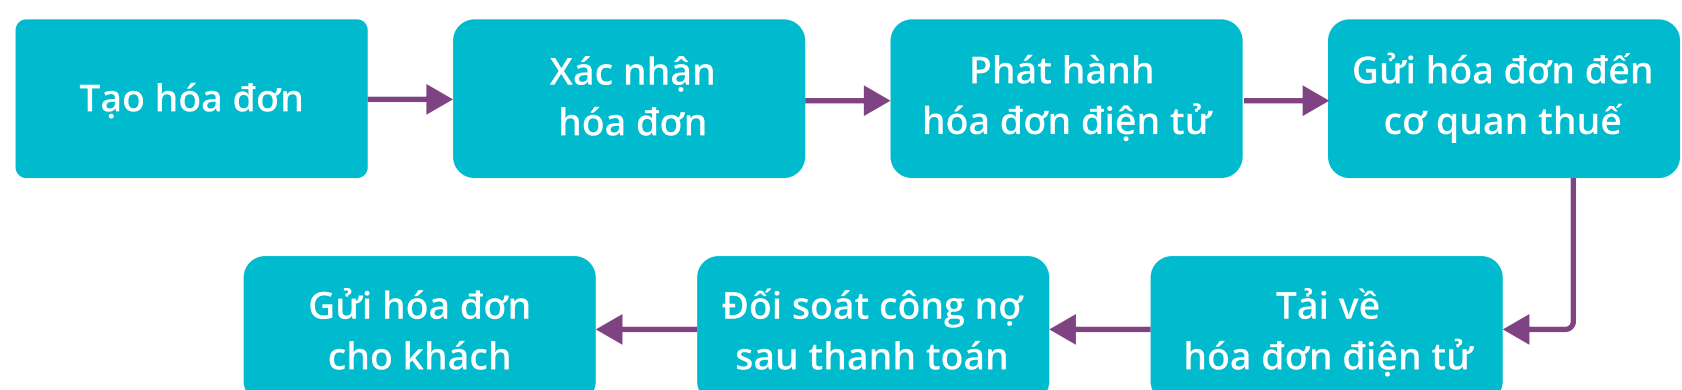 Tạo hóa đơn
Xác nhận
hóa đơn
Phát hành
hóa đơn điện tử
Gửi hóa đơn đến
cơ quan thuế
Tải về
hóa đơn điện tử
Đối soát công nợ
sau thanh toán
Gửi hóa đơn
cho khách